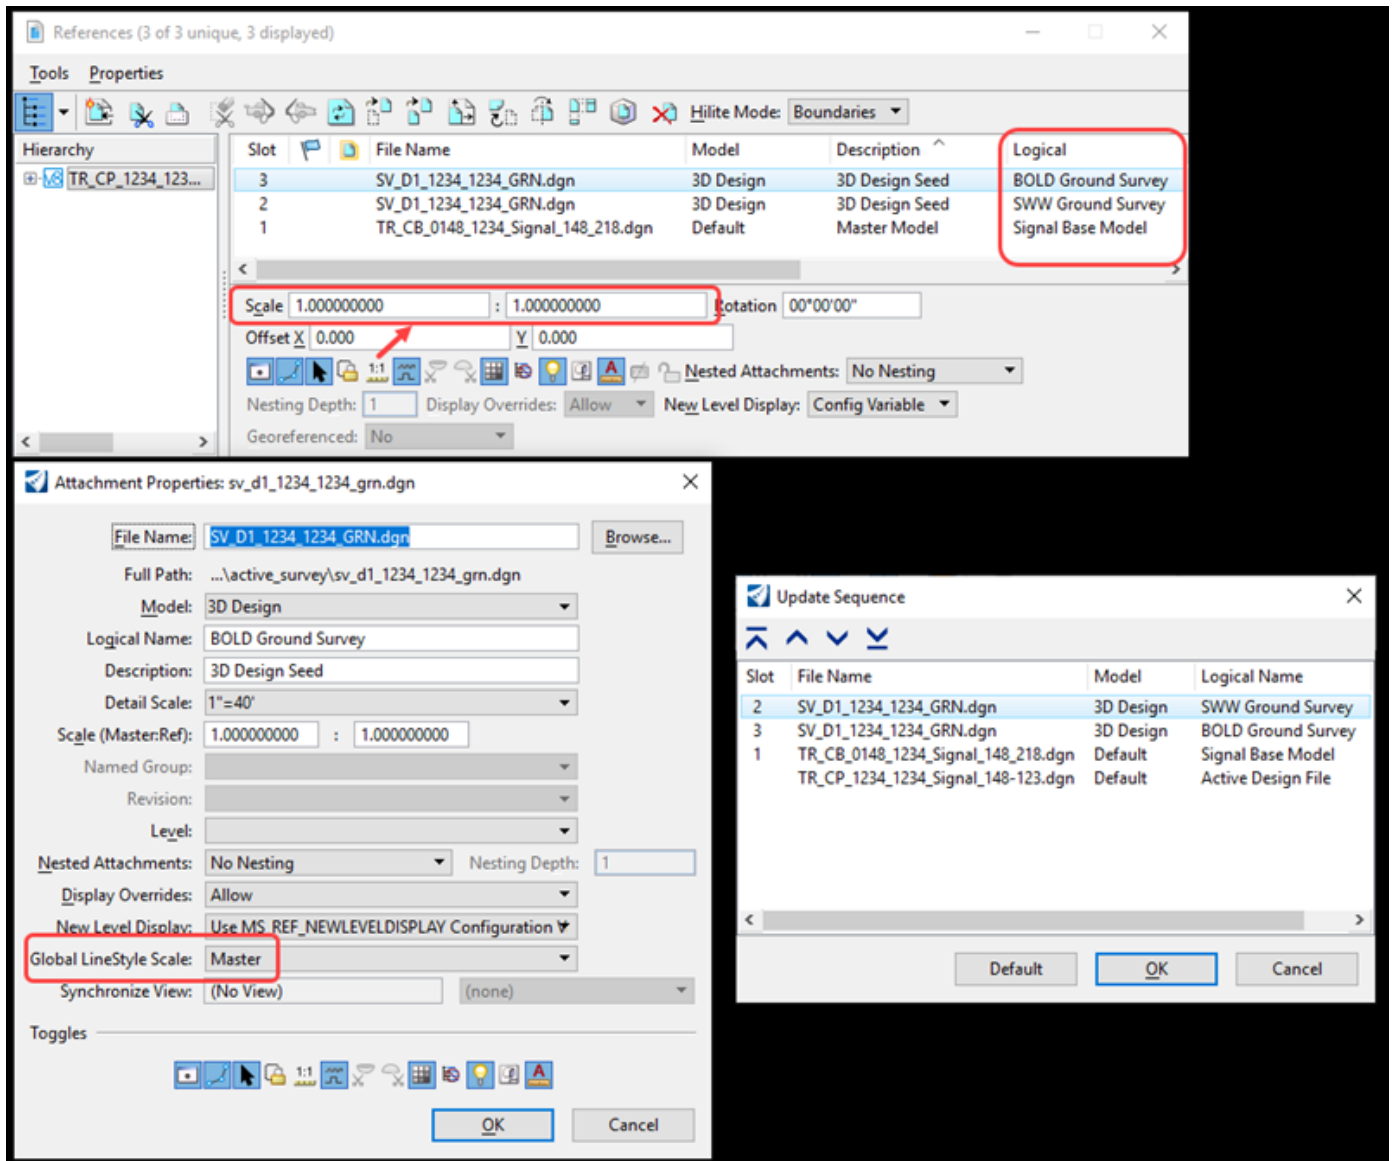 References (3 of 3 unique, 3 displayed)
Tools Properties
Hilite Mode: Boundaries
Hierarchy
TR_CP_1234_123...
Slot File Name Model Description Logical
3 SV_D1_1234_1234_GRN.dgn 3D Design 3D Design Seed BOLD Ground Survey
2 SV_D1_1234_1234_GRN.dgn 3D Design 3D Design Seed SWW Ground Survey
1 TR_CB_0148_1234_Signal_148_218.dgn Default Master Model Signal Base Model
Scale 1.000000000 : 1.000000000 Rotation 00°00'00"
Offset X 0.000 Y 0.000
1:1 Nested Attachments: No Nesting
Nesting Depth: 1 Display Overrides: Allow New Level Display: Config Variable
Georeferenced: No
Attachment Properties: sv_d1_1234_1234_grn.dgn
File Name: SV_D1_1234_1234_GRN.dgn Browse...
Full Path: ...\active_survey\sv_d1_1234_1234_grn.dgn
Model: 3D Design
Logical Name: BOLD Ground Survey
Description: 3D Design Seed
Detail Scale: 1"=40'
Scale (Master:Ref): 1.000000000 : 1.000000000
Named Group:
Revision:
Level:
Nested Attachments: No Nesting Nesting Depth: 1
Display Overrides: Allow
New Level Display: Use MS_REF_NEWLEVELDISPLAY Configuration V
Global LineStyle Scale: Master
Synchronize View: (No View) (none)
Toggles
1:1
OK Cancel
Update Sequence
Slot File Name Model Logical Name
2 SV_D1_1234_1234_GRN.dgn 3D Design SWW Ground Survey
3 SV_D1_1234_1234_GRN.dgn 3D Design BOLD Ground Survey
1 TR_CB_0148_1234_Signal_148_218.dgn Default Signal Base Model
TR_CP_1234_1234_Signal_148-123.dgn Default Active Design File
Default OK Cancel